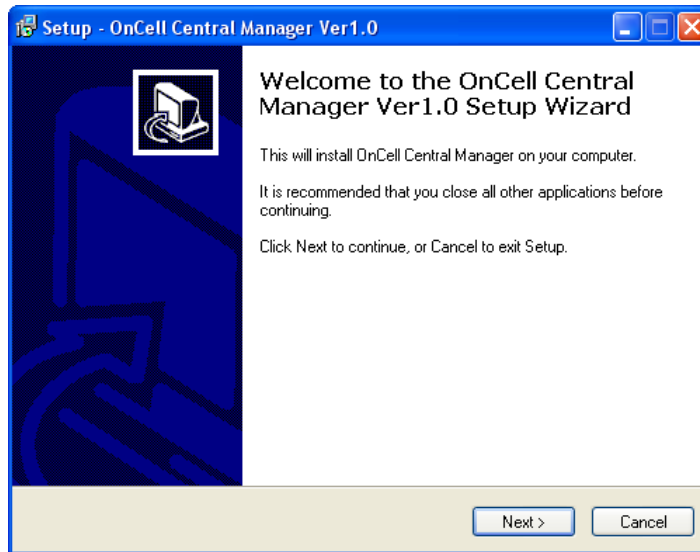 Setup - OnCell Central Manager Ver1.0
Welcome to the OnCell Central
Manager Ver1.0 Setup Wizard
This will install OnCell Central Manager on your computer.
It is recommended that you close all other applications before
continuing.
Click Next to continue, or Cancel to exit Setup.
Next >
Cancel